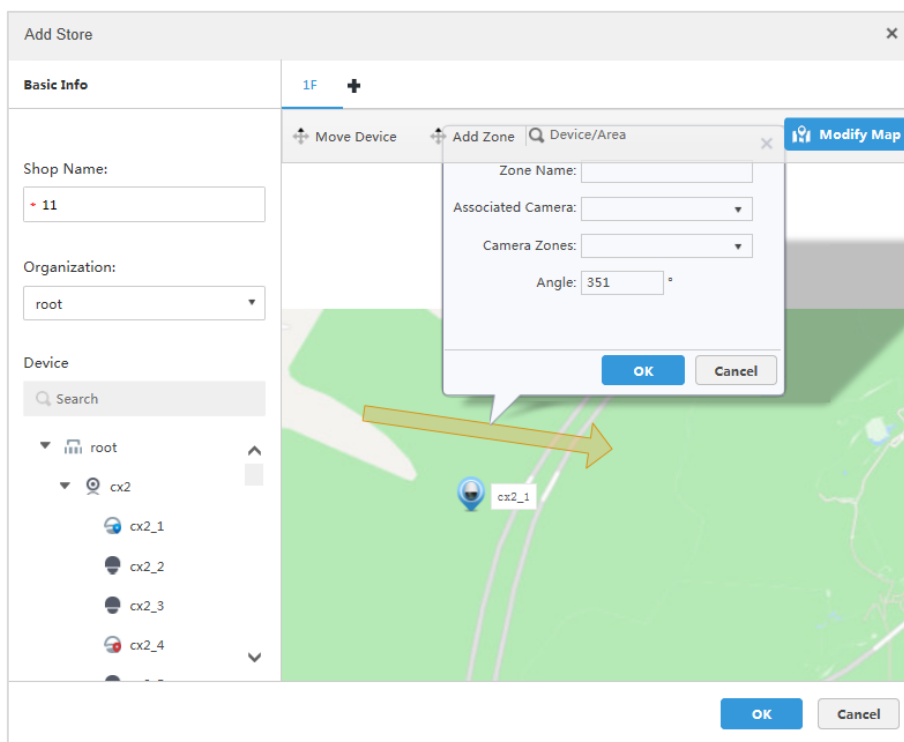 Add Store
Basic Info
1F
Move Device
Add Zone
Device/Area
Modify Map
Shop Name:
* 11
Organization:
root
Device
Search
root
cx2
cx2_1
cx2_2
cx2_3
cx2_4
Zone Name:
Associated Camera:
Camera Zones:
Angle: 351 °
OK
Cancel
cx2_1
OK
Cancel